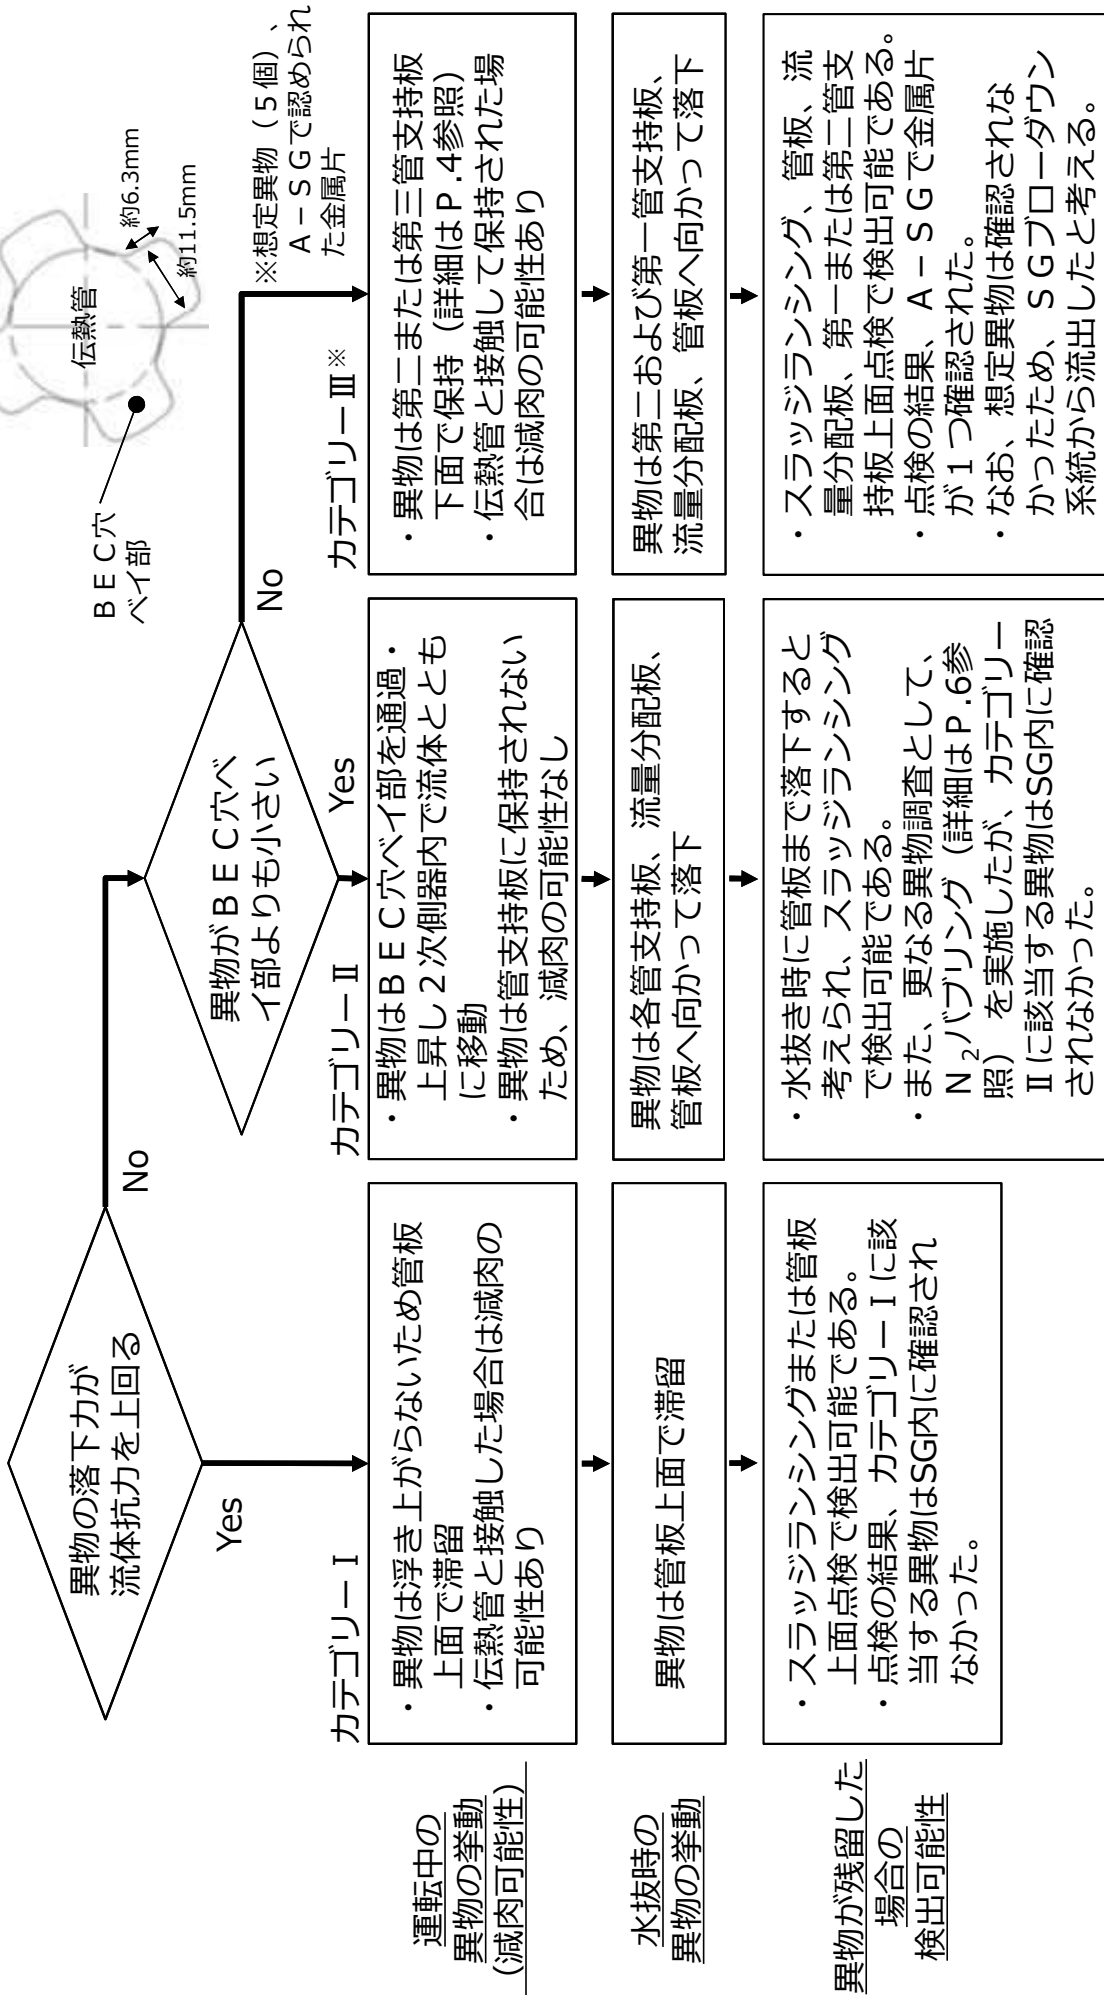 異物の落下力が
流体抗力を上回る
Yes
No
異物がＢＥＣ穴ベ
イ部よりも小さい
Yes
No
ＢＥＣ穴
ベイ部
伝熱管
約6.3mm
約11.5mm
※想定異物（５個）、
Ａ－ＳＧで認められ
た金属片
カテゴリーⅠ
カテゴリーⅡ
カテゴリーⅢ※
運転中の
異物の挙動
(減肉可能性)
・異物は浮き上がらないため管板
上面で滞留
・伝熱管と接触した場合は減肉の
可能性あり
・異物はＢＥＣ穴ベイ部を通過・
上昇し２次側器内で流体ととも
に移動
・異物は管支持板に保持されない
ため、減肉の可能性なし
・異物は第二または第三管支持板
下面で保持（詳細はＰ.４参照）
・伝熱管と接触して保持された場
合は減肉の可能性あり
水抜時の
異物の挙動
異物は管板上面で滞留
異物は各管支持板、流量分配板、
管板へ向かって落下
異物は第二および第一管支持板、
流量分配板、管板へ向かって落下
異物が残留した
場合の
検出可能性
・スラッジランシングまたは管板
上面点検で検出可能である。
・点検の結果、カテゴリーⅠに該
当する異物はSG内に確認され
なかった。
・水抜き時に管板まで落下すると
考えられ、スラッジランシング
で検出可能である。
・また、更なる異物調査として、
Ｎ₂バブリング（詳細はＰ.６参
照）を実施したが、カテゴリー
Ⅱに該当する異物はSG内に確認
されなかった。
・スラッジランシング、管板、流
量分配板、第一または第二管支
持板上面点検で検出可能である。
・点検の結果、Ａ－ＳＧで金属片
が１つ確認された。
・なお、想定異物は確認されな
かったため、ＳＧブローダウン
系統から流出したと考える。